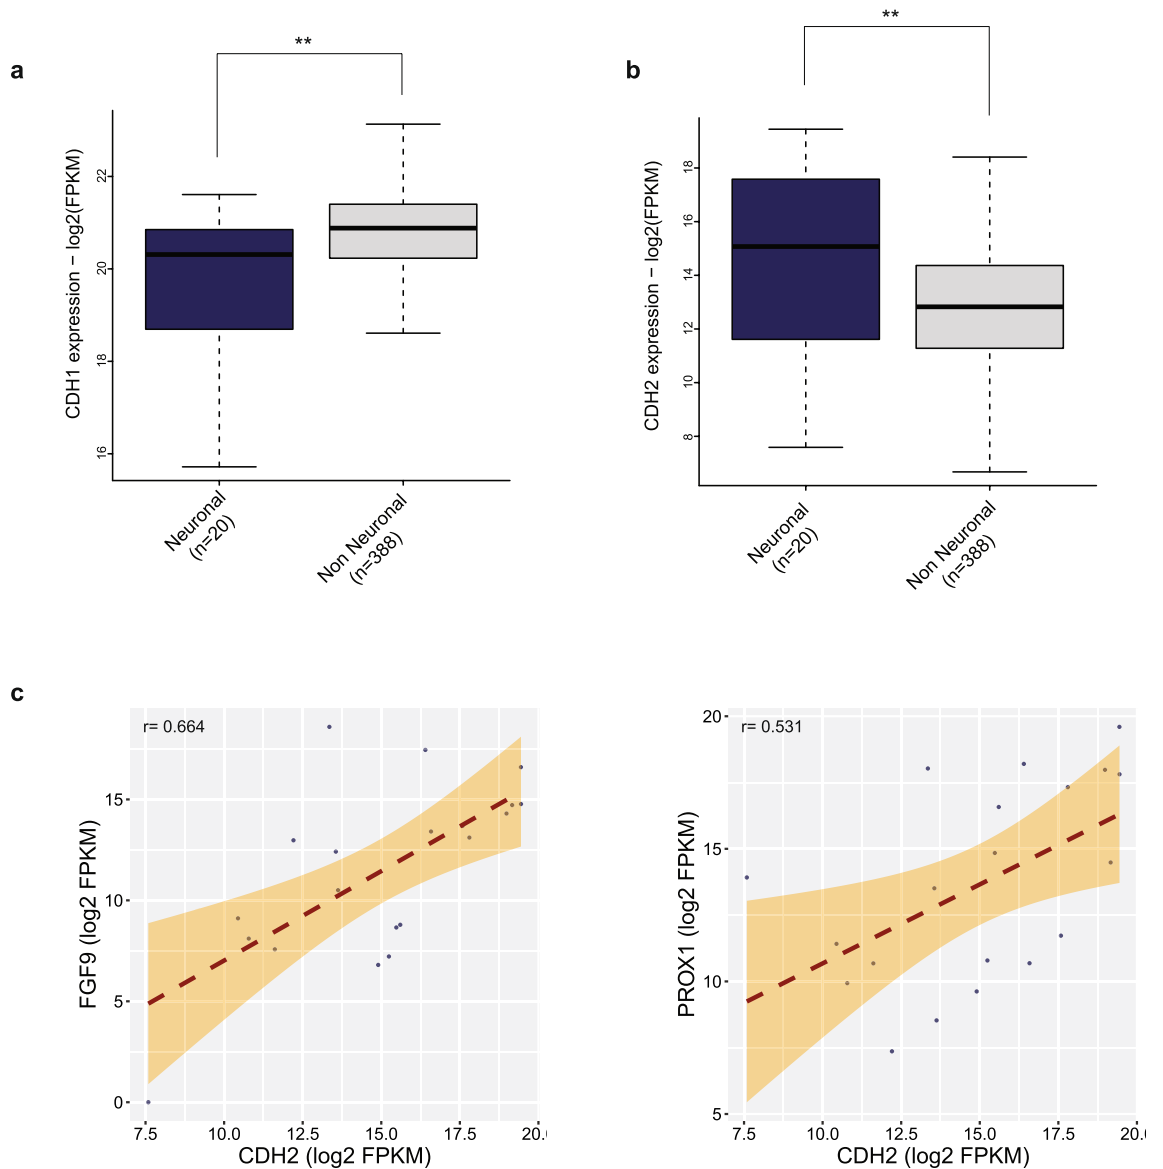 a
**
CDH1 expression − log2(FPKM)
22
20
18
16
Neuronal
(n=20)
Non Neuronal
(n=388)
b
**
CDH2 expression − log2(FPKM)
18
16
14
12
10
8
Neuronal
(n=20)
Non Neuronal
(n=388)
c
r= 0.664
FGF9 (log2 FPKM)
15
10
5
0
7.5 10.0 12.5 15.0 17.5 20.0
CDH2 (log2 FPKM)
r= 0.531
PROX1 (log2 FPKM)
20
15
10
5
7.5 10.0 12.5 15.0 17.5 20.0
CDH2 (log2 FPKM)